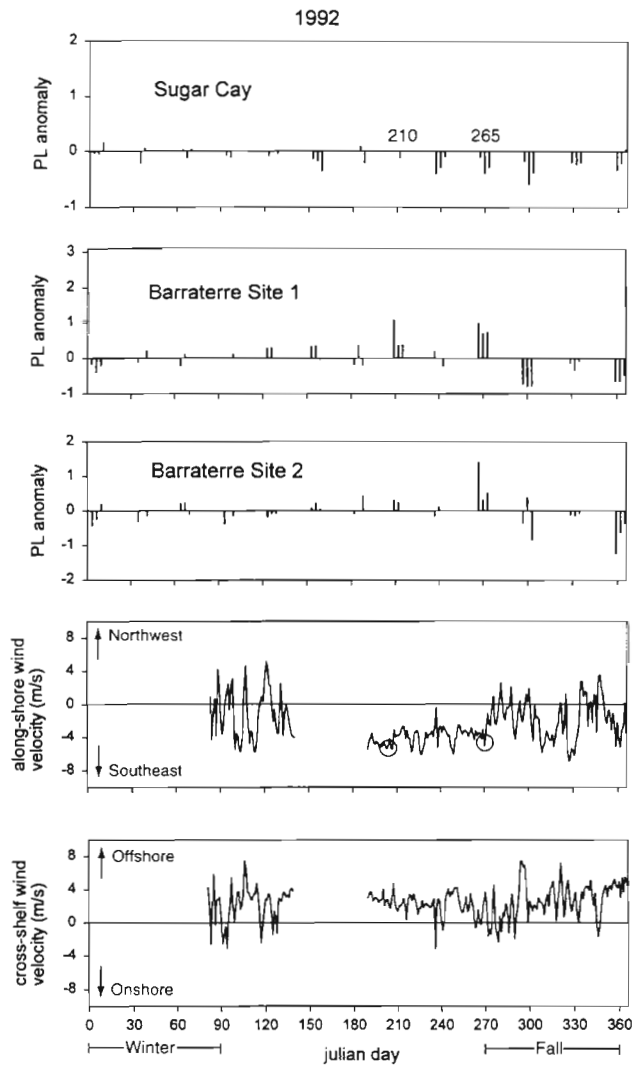 1992
PL anomaly
2
1
0
-1
Sugar Cay
210
265
PL anomaly
3
2
1
0
-1
Barraterre Site 1
PL anomaly
2
1
0
-1
-2
Barraterre Site 2
along-shore wind
velocity (m/s)
8
4
0
-4
-8
Northwest
Southeast
cross-shelf wind
velocity (m/s)
8
4
0
-4
-8
Offshore
Onshore
0 30 60 90 120 150 180 210 240 270 300 330 360
Winter
julian day
Fall